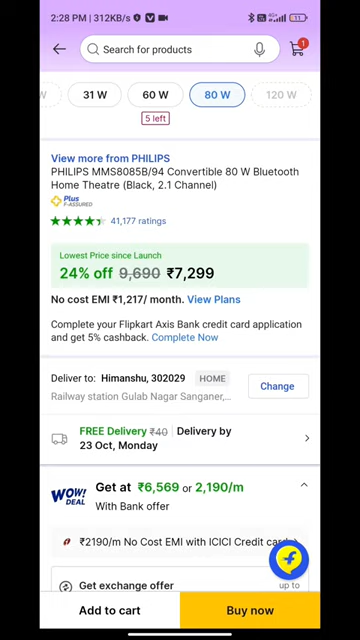 2:28 PM | 312KB/s
4G+
11
Search for products
1
W
31 W
60 W
80 W
120 W
5 left
View more from PHILIPS
PHILIPS MMS8085B/94 Convertible 80 W Bluetooth
Home Theatre (Black, 2.1 Channel)
Plus
F-ASSURED
41,177 ratings
Lowest Price since Launch
24% off 9,690 ₹7,299
No cost EMI ₹1,217/ month. View Plans
Complete your Flipkart Axis Bank credit card application
and get 5% cashback. Complete Now
Deliver to: Himanshu, 302029 HOME
Change
Railway station Gulab Nagar Sanganer,...
FREE Delivery ₹40 | Delivery by
23 Oct, Monday
WOW!
DEAL
Get at ₹6,569 or 2,190/m
With Bank offer
₹2190/m No Cost EMI with ICICI Credit card
Get exchange offer
up to
Add to cart
Buy now